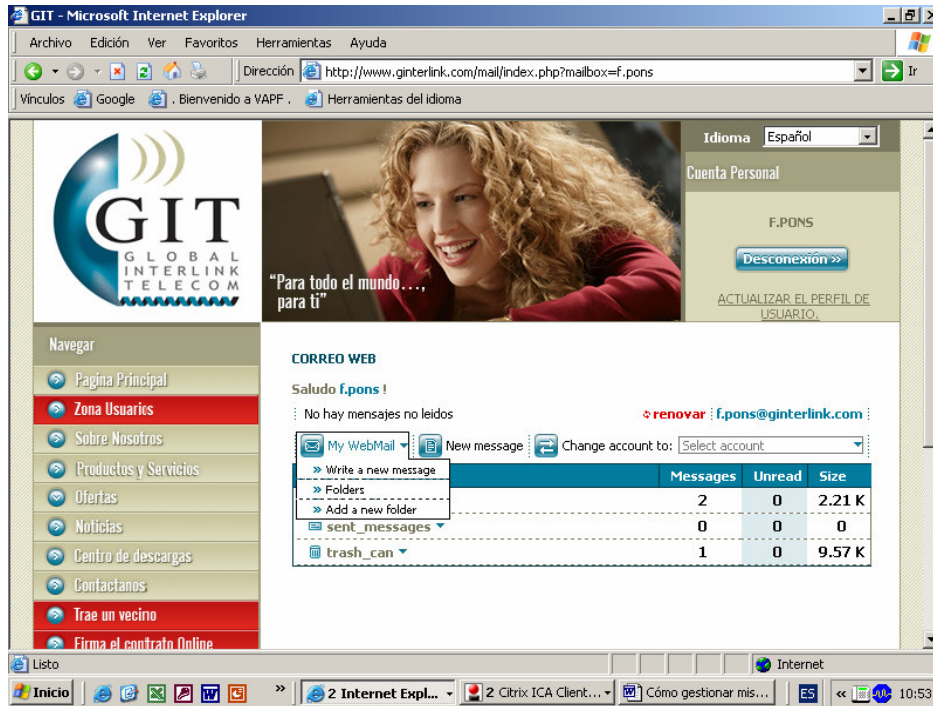 GIT - Microsoft Internet Explorer
Archivo Edición Ver Favoritos Herramientas Ayuda
Dirección http://www.ginterlink.com/mail/index.php?mailbox=f.pons Ir
Vínculos Google . Bienvenido a VAPF . Herramientas del idioma
GIT
GLOBAL
INTERLINK
TELECOM
"Para todo el mundo...,
para ti"
Idioma Español
Cuenta Personal
F.PONS
Desconexión »
ACTUALIZAR EL PERFIL DE
USUARIO.
Navegar
Pagina Principal
Zona Usuarios
Sobre Nosotros
Productos y Servicios
Ofertas
Noticias
Centro de descargas
Contactanos
Trae un vecino
Firma el contrato Online
CORREO WEB
Saludo f.pons !
No hay mensajes no leidos renovar f.pons@ginterlink.com
My WebMail New message Change account to: Select account
» Write a new message
» Folders
» Add a new folder
Messages Unread Size
2 0 2.21 K
sent_messages 0 0 0
trash_can 1 0 9.57 K
Listo Internet
Inicio » 2 Internet Expl... 2 Citrix ICA Client... Cómo gestionar mis... ES « 10:53